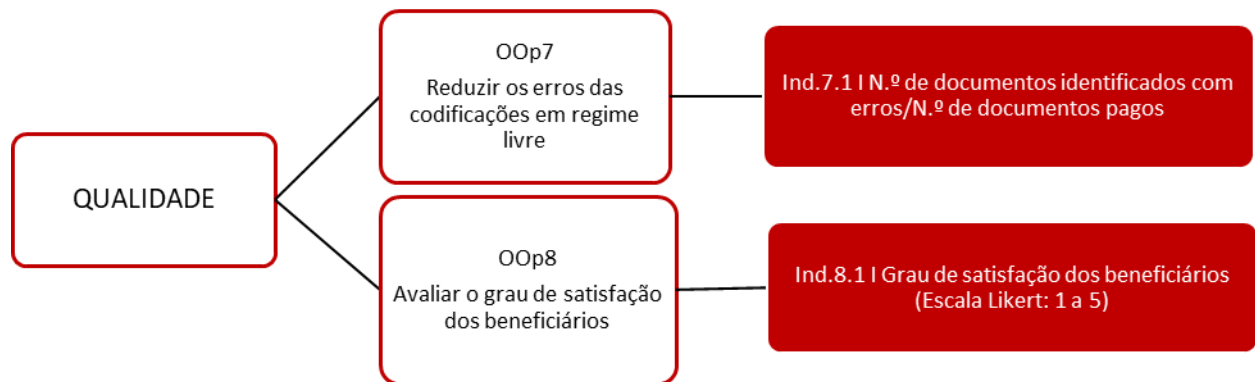 QUALIDADE
OOp7
Reduzir os erros das
codificações em regime
livre
Ind.7.1 I N.º de documentos identificados com
erros/N.º de documentos pagos
OOp8
Avaliar o grau de satisfação
dos beneficiários
Ind.8.1 I Grau de satisfação dos beneficiários
(Escala Likert: 1 a 5)